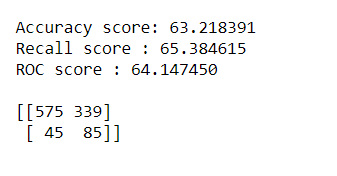 Accuracy score: 63.218391
Recall score : 65.384615
ROC score : 64.147450
[[575 339]
[ 45 85]]